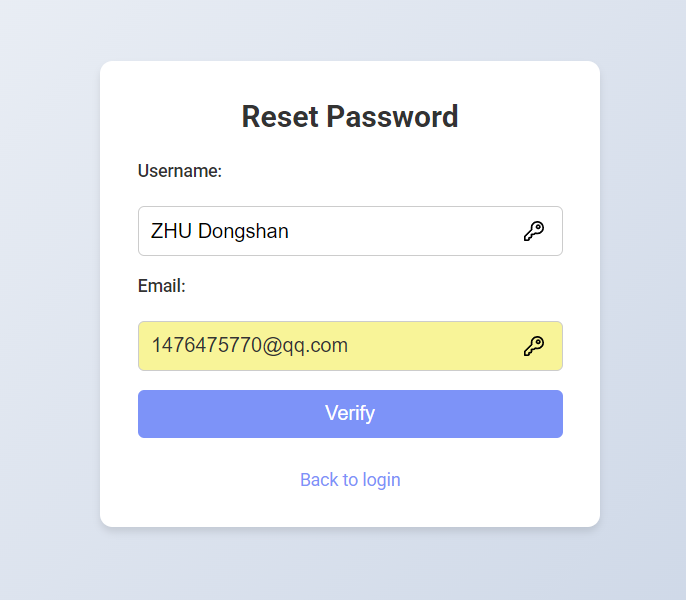 Reset Password
Username:
ZHU Dongshan
Email:
1476475770@qq.com
Verify
Back to login